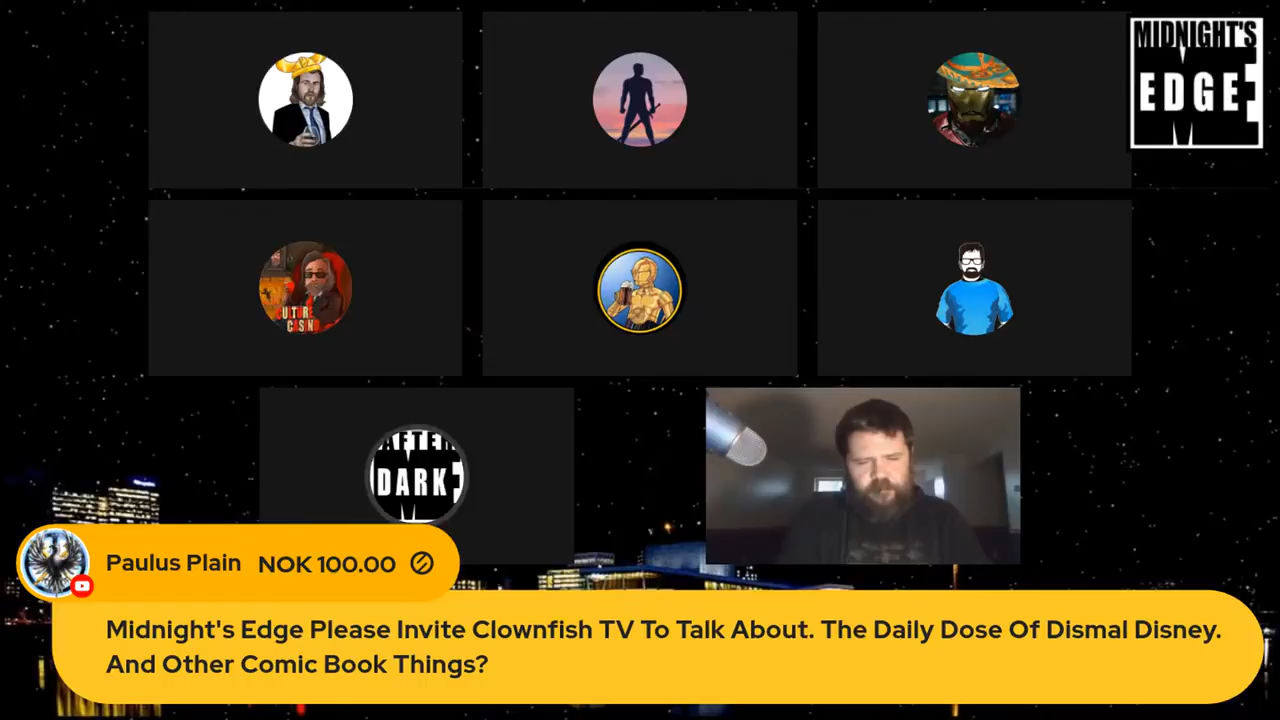 MIDNIGHT'S
EDGE
CULTURE
CASINO
AFTER
DARK
Paulus Plain NOK 100.00
Midnight's Edge Please Invite Clownfish TV To Talk About. The Daily Dose Of Dismal Disney.
And Other Comic Book Things?